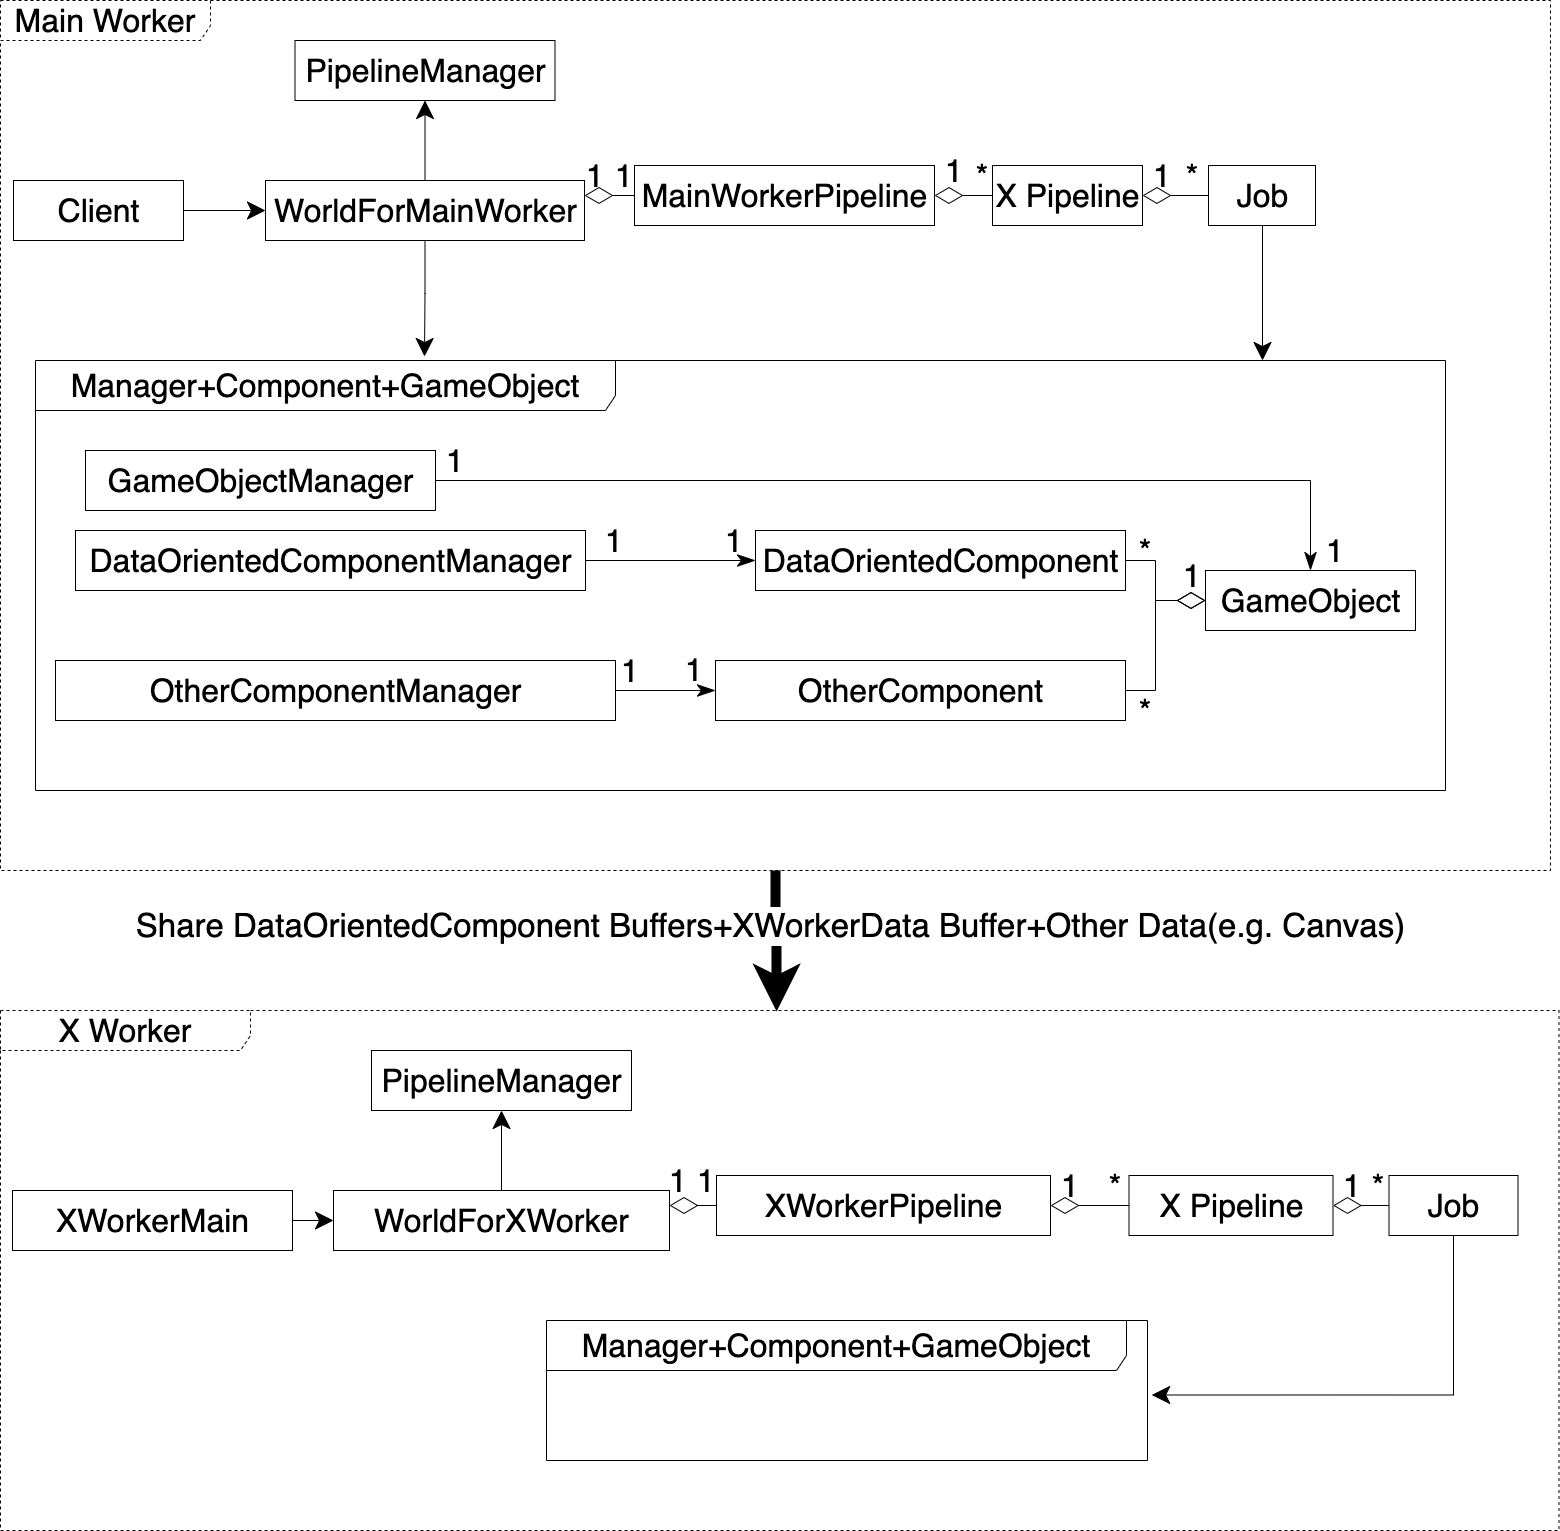 Main Worker
PipelineManager
Client
WorldForMainWorker
1 1
MainWorkerPipeline
1 *
X Pipeline
1 *
Job
Manager+Component+GameObject
GameObjectManager
1
1
DataOrientedComponentManager
1 1
DataOrientedComponent
*
1
GameObject
OtherComponentManager
1 1
OtherComponent
*
Share DataOrientedComponent Buffers+XWorkerData Buffer+Other Data(e.g. Canvas)
X Worker
PipelineManager
XWorkerMain
WorldForXWorker
1 1
XWorkerPipeline
1 *
X Pipeline
1 *
Job
Manager+Component+GameObject